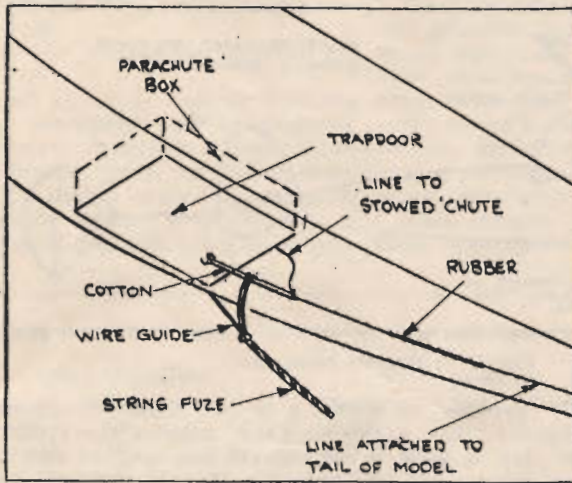 PARACHUTE
BOX
TRAPDOOR
LINE TO
STOWED 'CHUTE
RUBBER
COTTON
WIRE GUIDE
STRING FUZE
LINE ATTACHED TO
TAIL OF MODEL